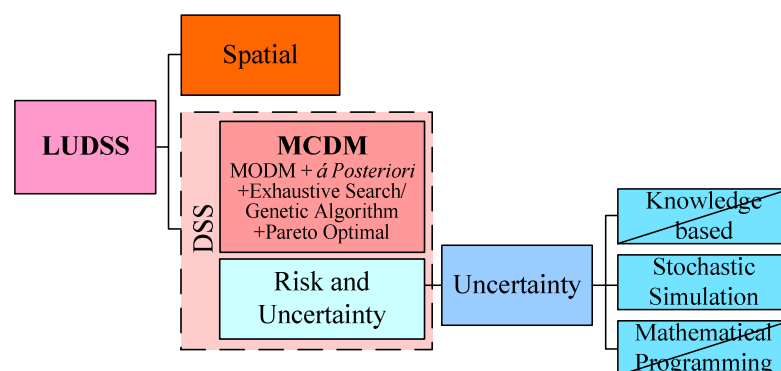 Spatial
LUDSS
DSS
MCDM
MODM + á Posteriori
+Exhaustive Search/
Genetic Algorithm
+Pareto Optimal
Risk and
Uncertainty
Uncertainty
Knowledge
based
Stochastic
Simulation
Mathematical
Programming